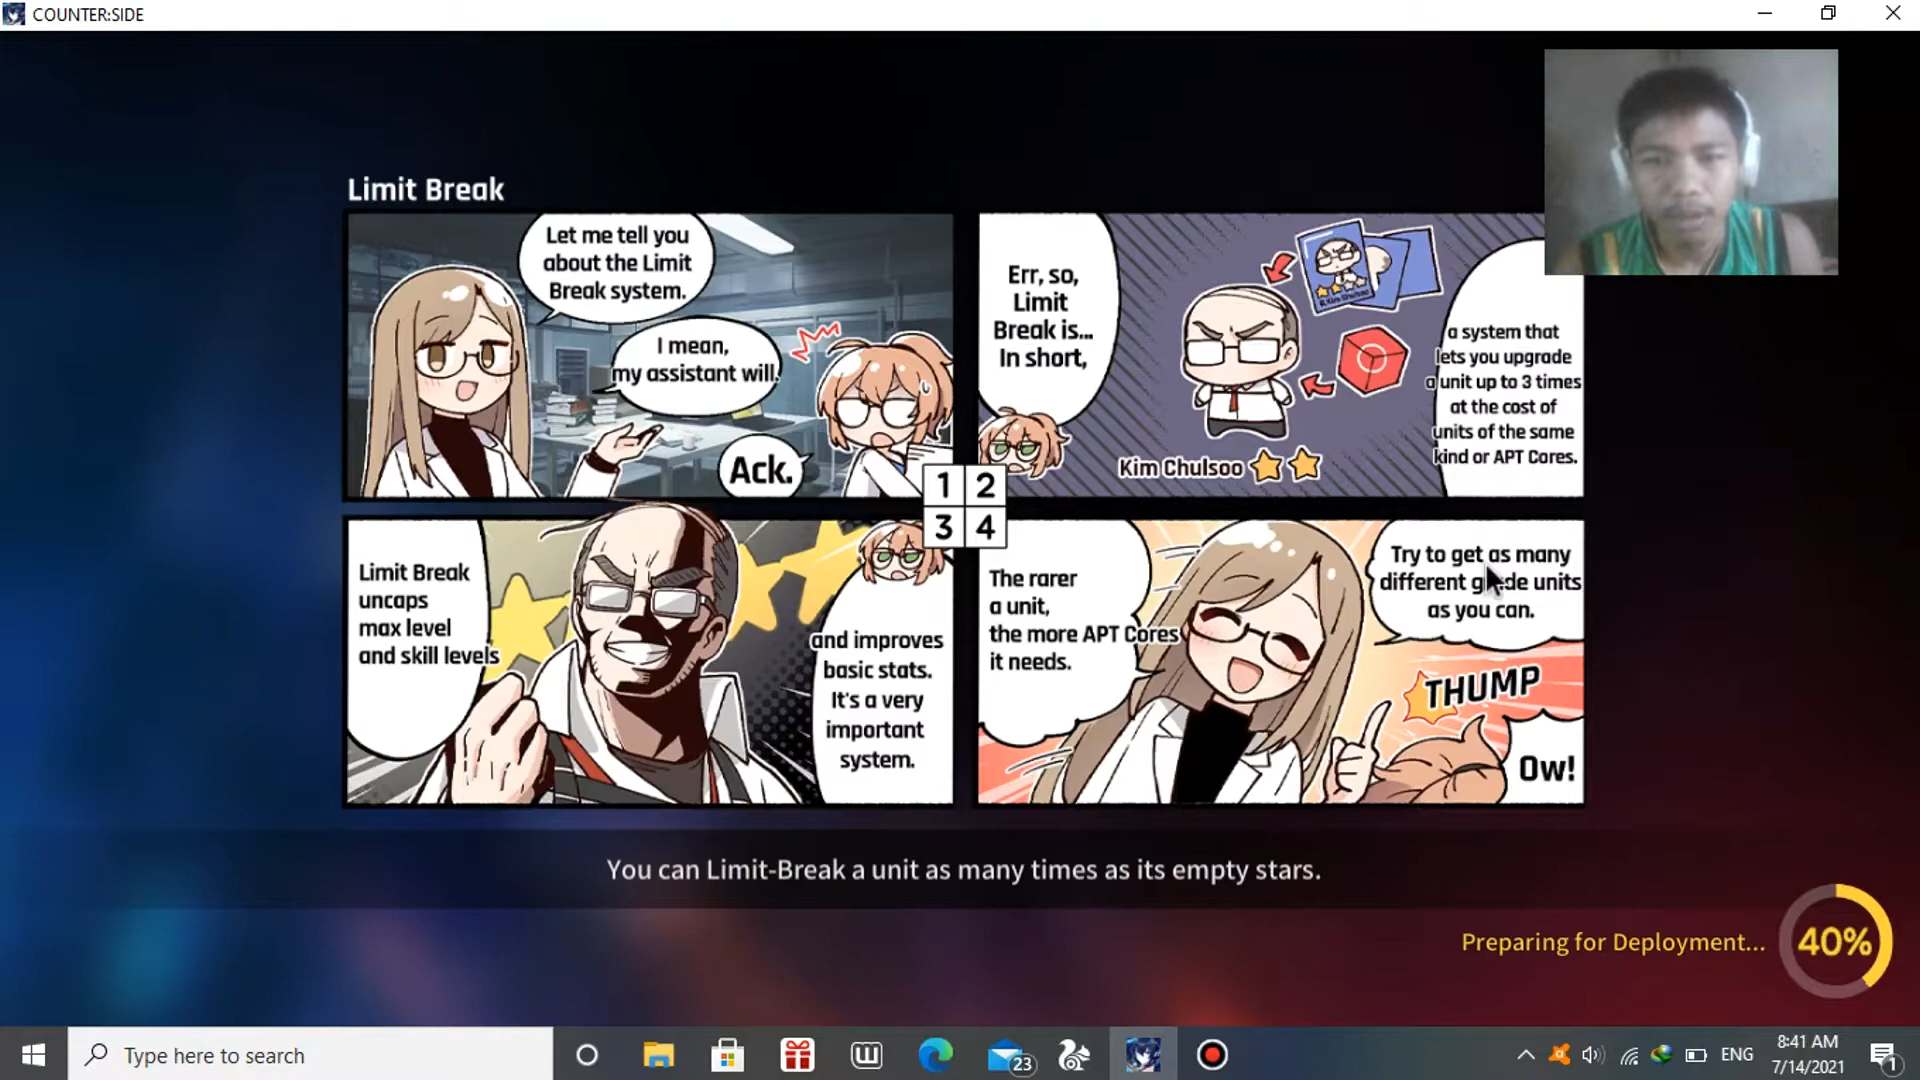 COUNTER:SIDE
Limit Break
Let me tell you
about the Limit
Break system.
I mean,
my assistant will.
Ack.
Err, so,
Limit
Break is...
In short,
Kim Chulsoo
a system that
lets you upgrade
a unit up to 3 times
at the cost of
units of the same
kind or APT Cores.
1 2
3 4
Limit Break
uncaps
max level
and skill levels
and improves
basic stats.
It's a very
important
system.
The rarer
a unit,
the more APT Cores
it needs.
Try to get as many
different grade units
as you can.
THUMP
Ow!
You can Limit-Break a unit as many times as its empty stars.
Preparing for Deployment...
40%
Type here to search
23
ENG
8:41 AM
7/14/2021
1